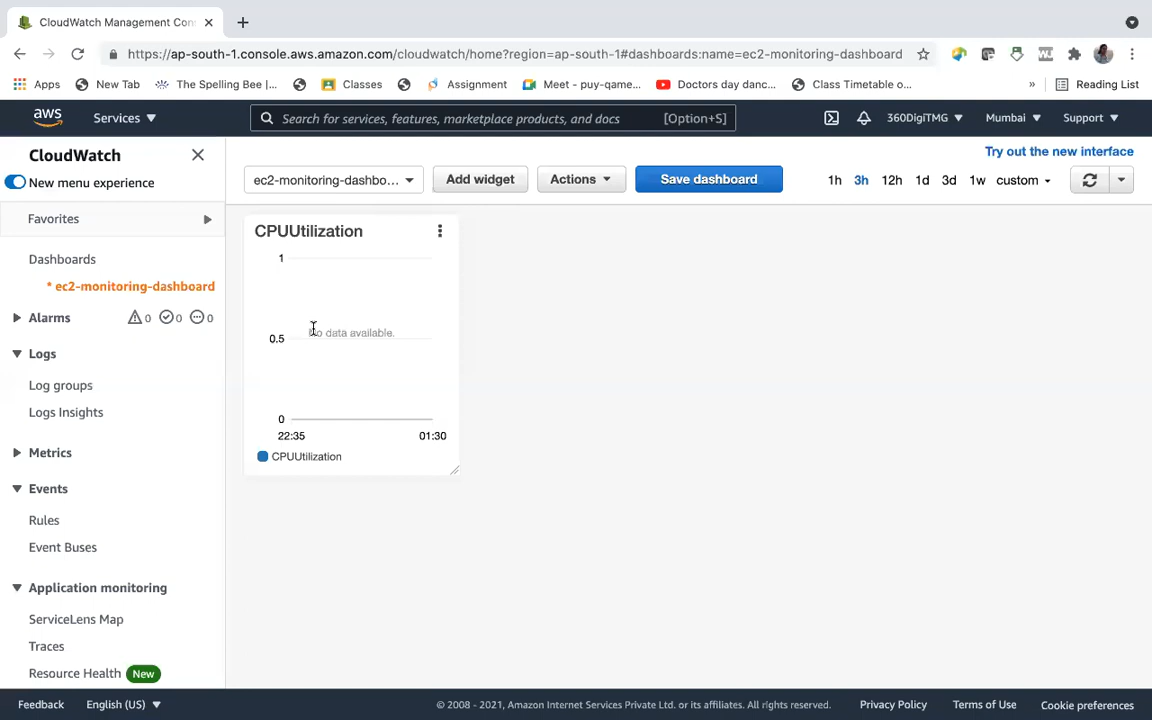 CloudWatch Management Con
https://ap-south-1.console.aws.amazon.com/cloudwatch/home?region=ap-south-1#dashboards:name=ec2-monitoring-dashboard
Apps
New Tab
The Spelling Bee |...
Classes
Assignment
Meet - puy-game...
Doctors day danc...
Class Timetable o...
»
Reading List
aws
Services
Search for services, features, marketplace products, and docs
[Option+S]
360DigiTMG
Mumbai
Support
CloudWatch
New menu experience
Favorites
Dashboards
* ec2-monitoring-dashboard
Alarms
0
0
0
Logs
Log groups
Logs Insights
Metrics
Events
Rules
Event Buses
Application monitoring
ServiceLens Map
Traces
Resource Health New
Try out the new interface
ec2-monitoring-dashbo...
Add widget
Actions
Save dashboard
1h
3h
12h
1d
3d
1w
custom
CPUUtilization
1
No data available.
0.5
0
22:35
01:30
CPUUtilization
Feedback
English (US)
© 2008 - 2021, Amazon Internet Services Private Ltd. or its affiliates. All rights reserved.
Privacy Policy
Terms of Use
Cookie preferences